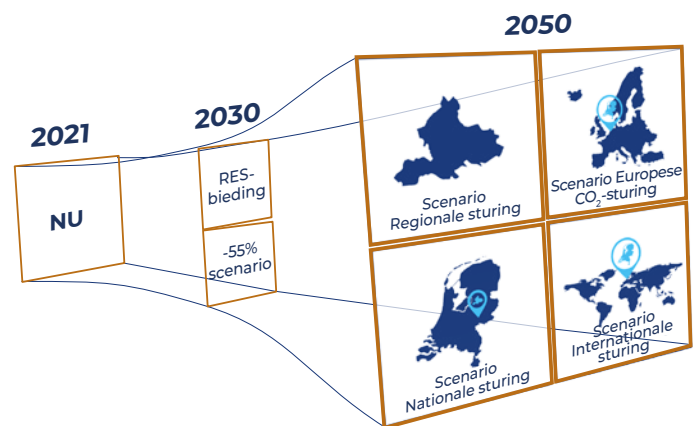 2021
NU
2030
RES-
bieding
-55%
scenario
2050
Scenario
Regionale sturing
Scenario Europese
CO₂-sturing
Scenario
Nationale sturing
Scenario
Internationale
sturing